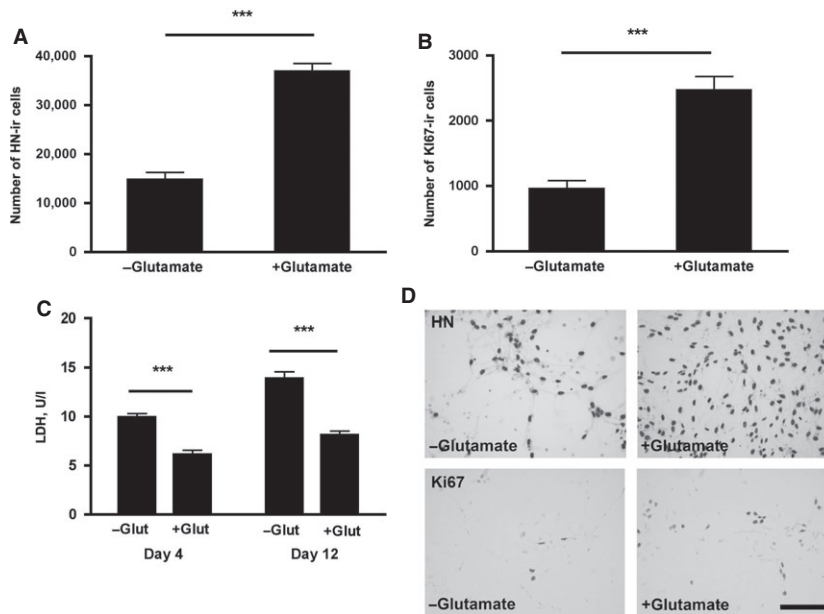 A
***
Number of HN-ir cells
40,000
30,000
20,000
10,000
0
–Glutamate
+Glutamate
B
***
Number of KI67-ir cells
3000
2000
1000
0
–Glutamate
+Glutamate
C
LDH, U/l
20
15
10
5
0
***
***
–Glut
+Glut
–Glut
+Glut
Day 4
Day 12
D
HN
–Glutamate
+Glutamate
Ki67
–Glutamate
+Glutamate